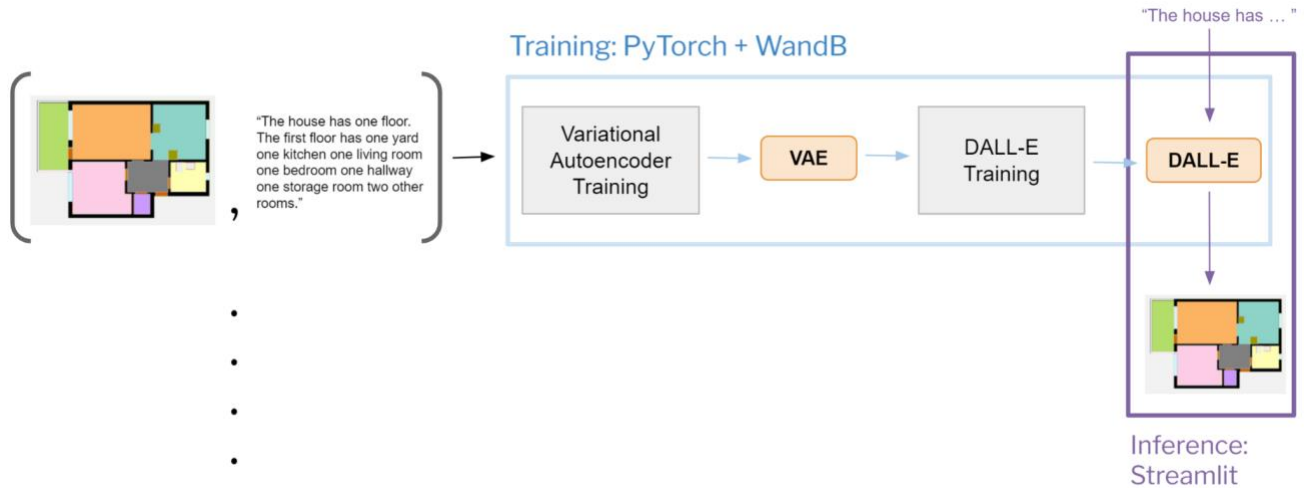 “The house has … ”
Training: PyTorch + WandB
“The house has one floor.
The first floor has one yard
one kitchen one living room
one bedroom one hallway
one storage room two other
rooms.”
,
Variational
Autoencoder
Training
VAE
DALL-E
Training
DALL-E
Inference:
Streamlit